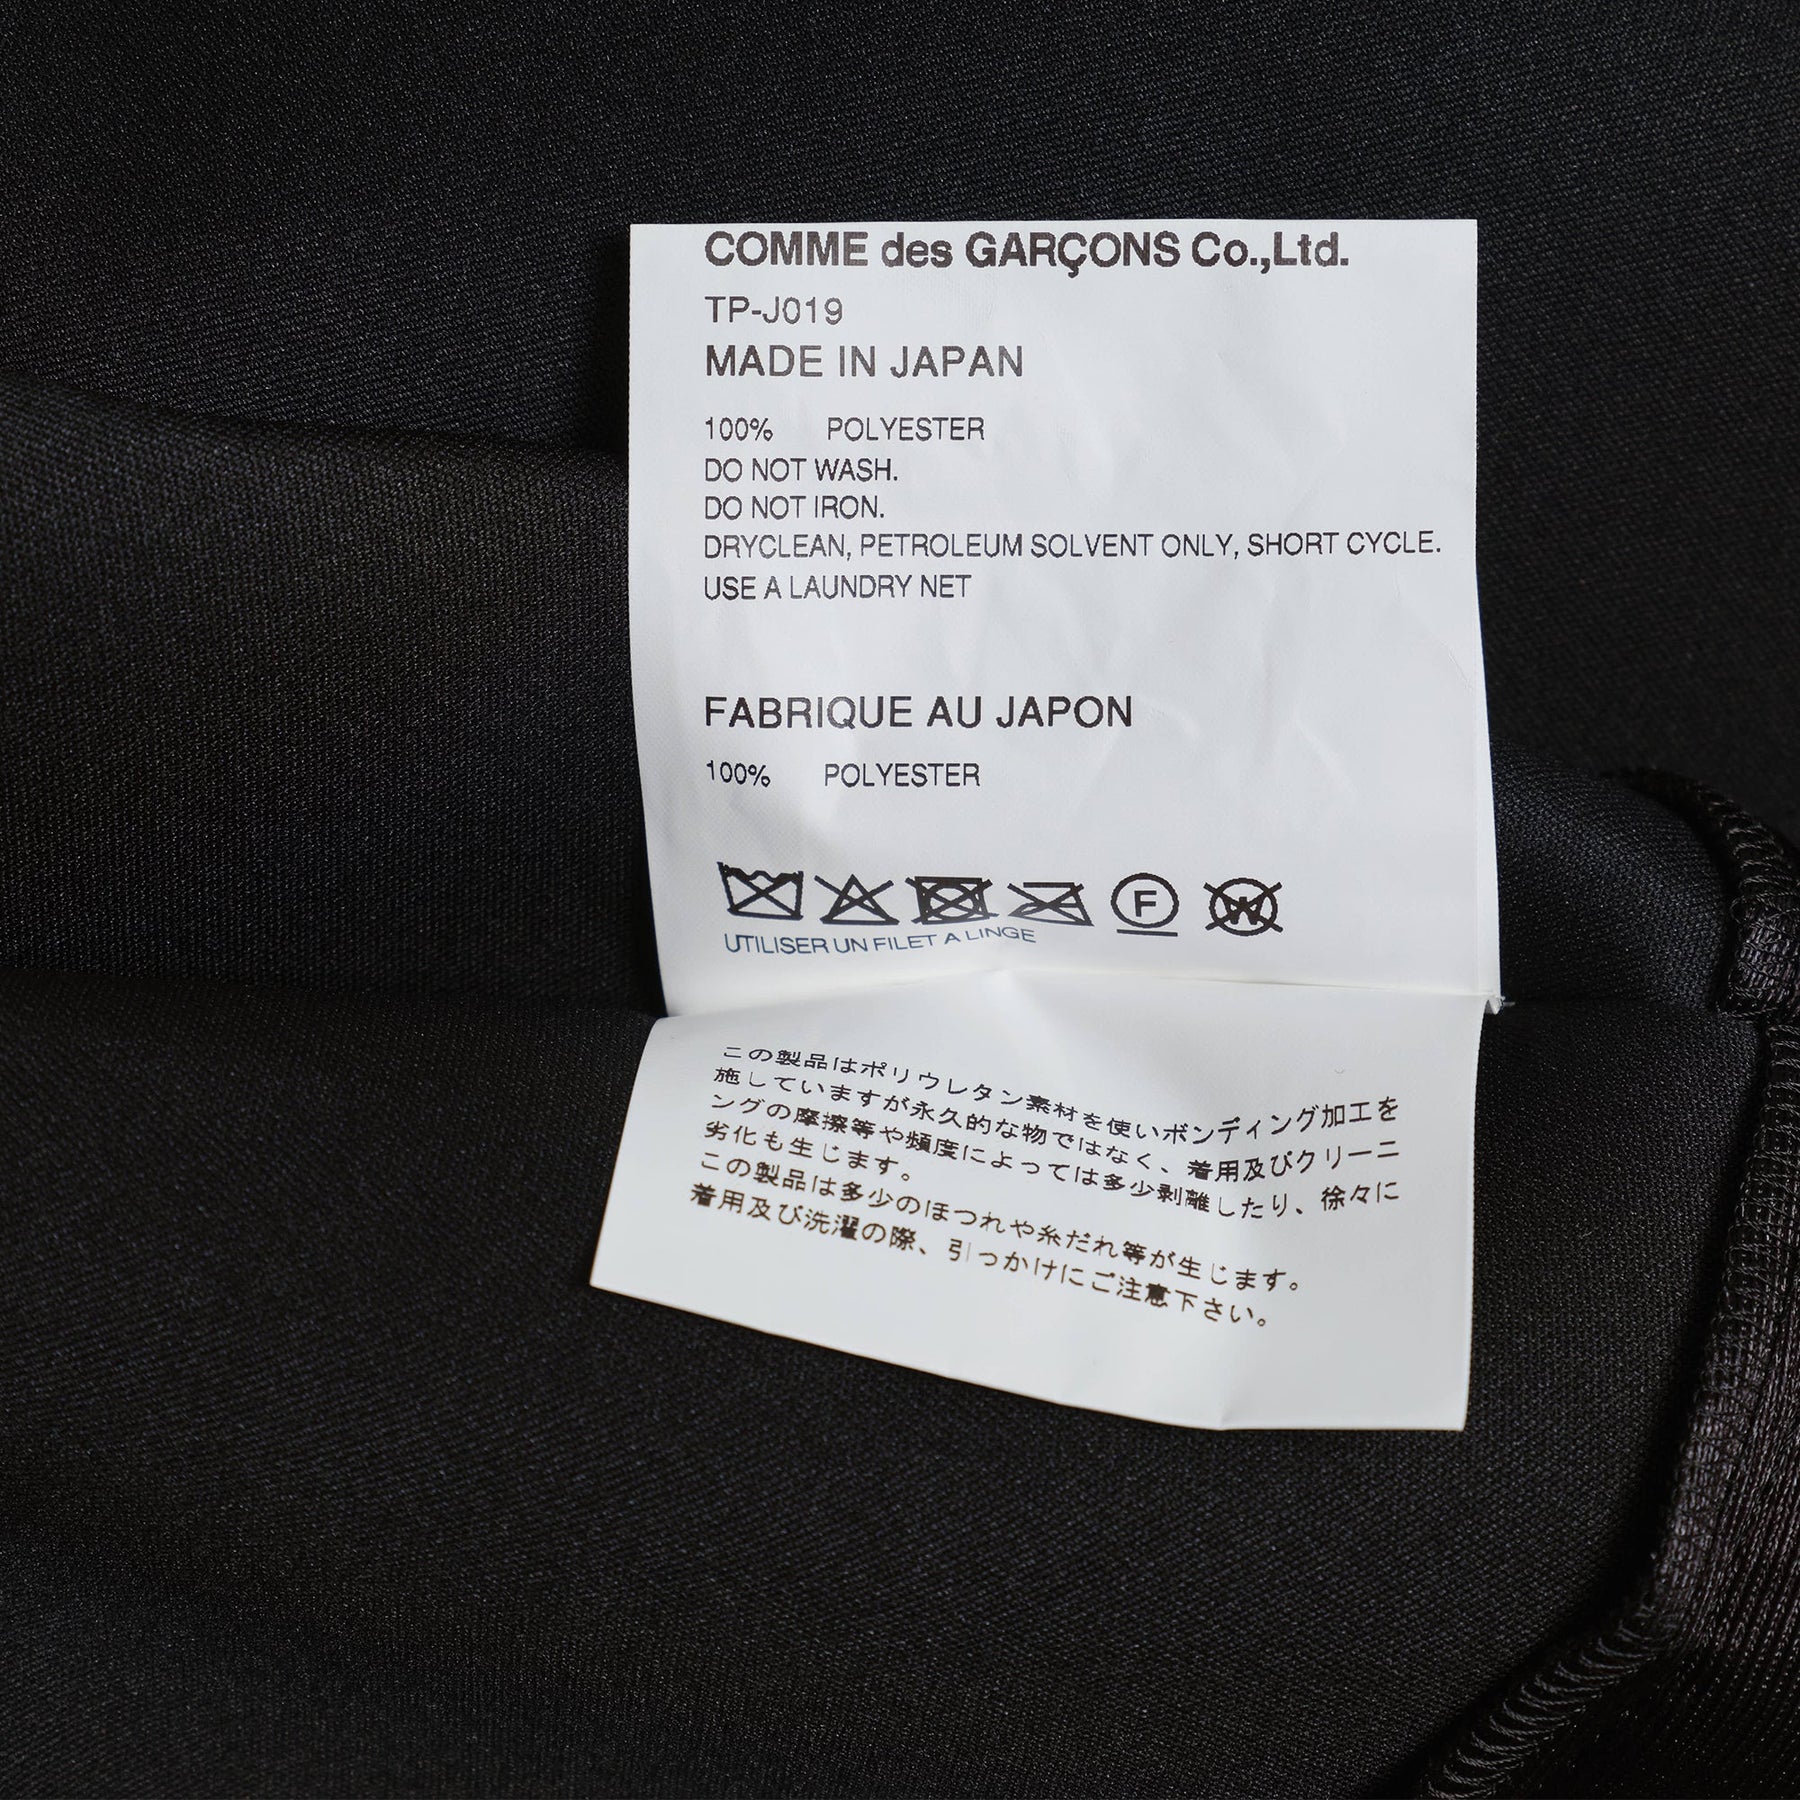 COMME des GARÇONS Co.,Ltd.
TP-J019
MADE IN JAPAN
100% POLYESTER
DO NOT WASH.
DO NOT IRON.
DRYCLEAN, PETROLEUM SOLVENT ONLY, SHORT CYCLE.
USE A LAUNDRY NET
FABRIQUE AU JAPON
100% POLYESTER
F W
UTILISER UN FILET A LINGE
この製品はポリウレタン素材を使いボンディング加工を
施していますが永久的な物ではなく、着用及びクリーニ
ングの摩擦等や頻度によっては多少剥離したり、徐々に
劣化も生じます。
この製品は多少のほつれや糸だれ等が生じます。
着用及び洗濯の際、引っかけにご注意下さい。